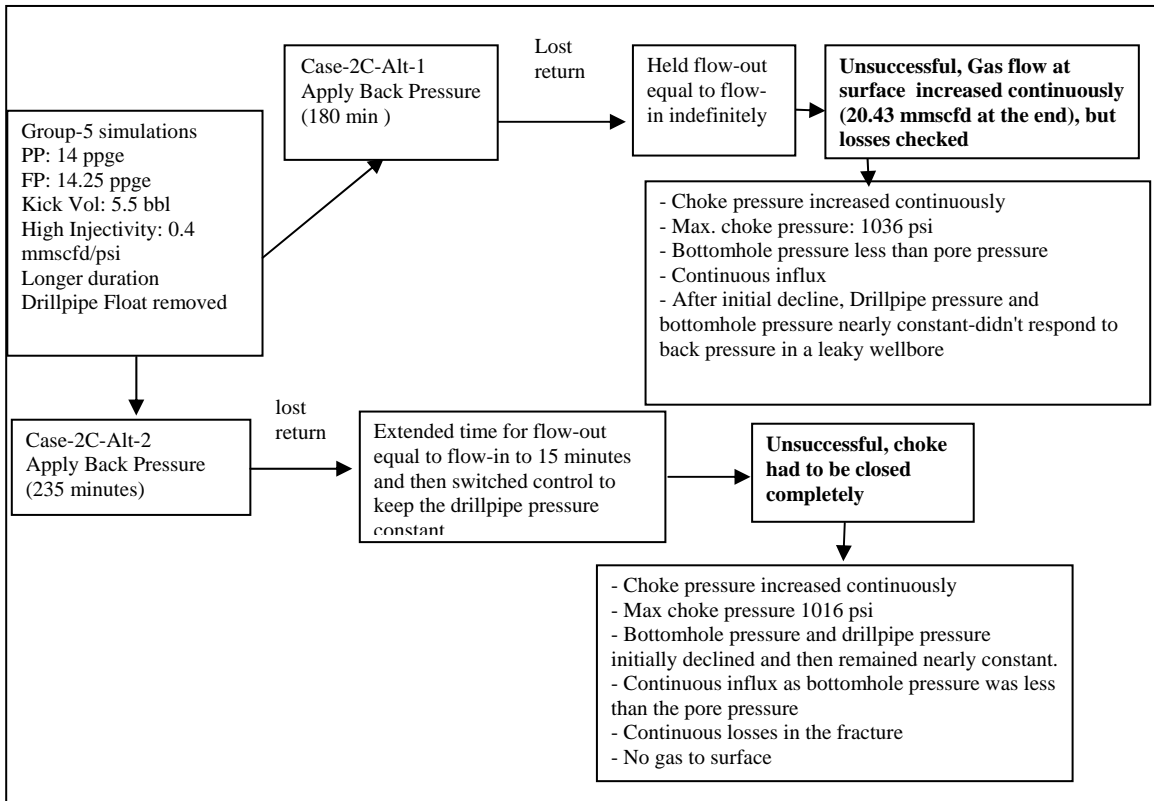 Group-5 simulations
PP: 14 ppge
FP: 14.25 ppge
Kick Vol: 5.5 bbl
High Injectivity: 0.4
mmscfd/psi
Longer duration
Drillpipe Float removed
Case-2C-Alt-1
Apply Back Pressure
(180 min )
Lost
return
Held flow-out
equal to flow-
in indefinitely
Unsuccessful, Gas flow at
surface increased continuously
(20.43 mmscfd at the end), but
losses checked
- Choke pressure increased continuously
- Max. choke pressure: 1036 psi
- Bottomhole pressure less than pore pressure
- Continuous influx
- After initial decline, Drillpipe pressure and
bottomhole pressure nearly constant-didn't respond to
back pressure in a leaky wellbore
Case-2C-Alt-2
Apply Back Pressure
(235 minutes)
lost
return
Extended time for flow-out
equal to flow-in to 15 minutes
and then switched control to
keep the drillpipe pressure
constant
Unsuccessful, choke
had to be closed
completely
- Choke pressure increased continuously
- Max choke pressure 1016 psi
- Bottomhole pressure and drillpipe pressure
initially declined and then remained nearly constant.
- Continuous influx as bottomhole pressure was less
than the pore pressure
- Continuous losses in the fracture
- No gas to surface